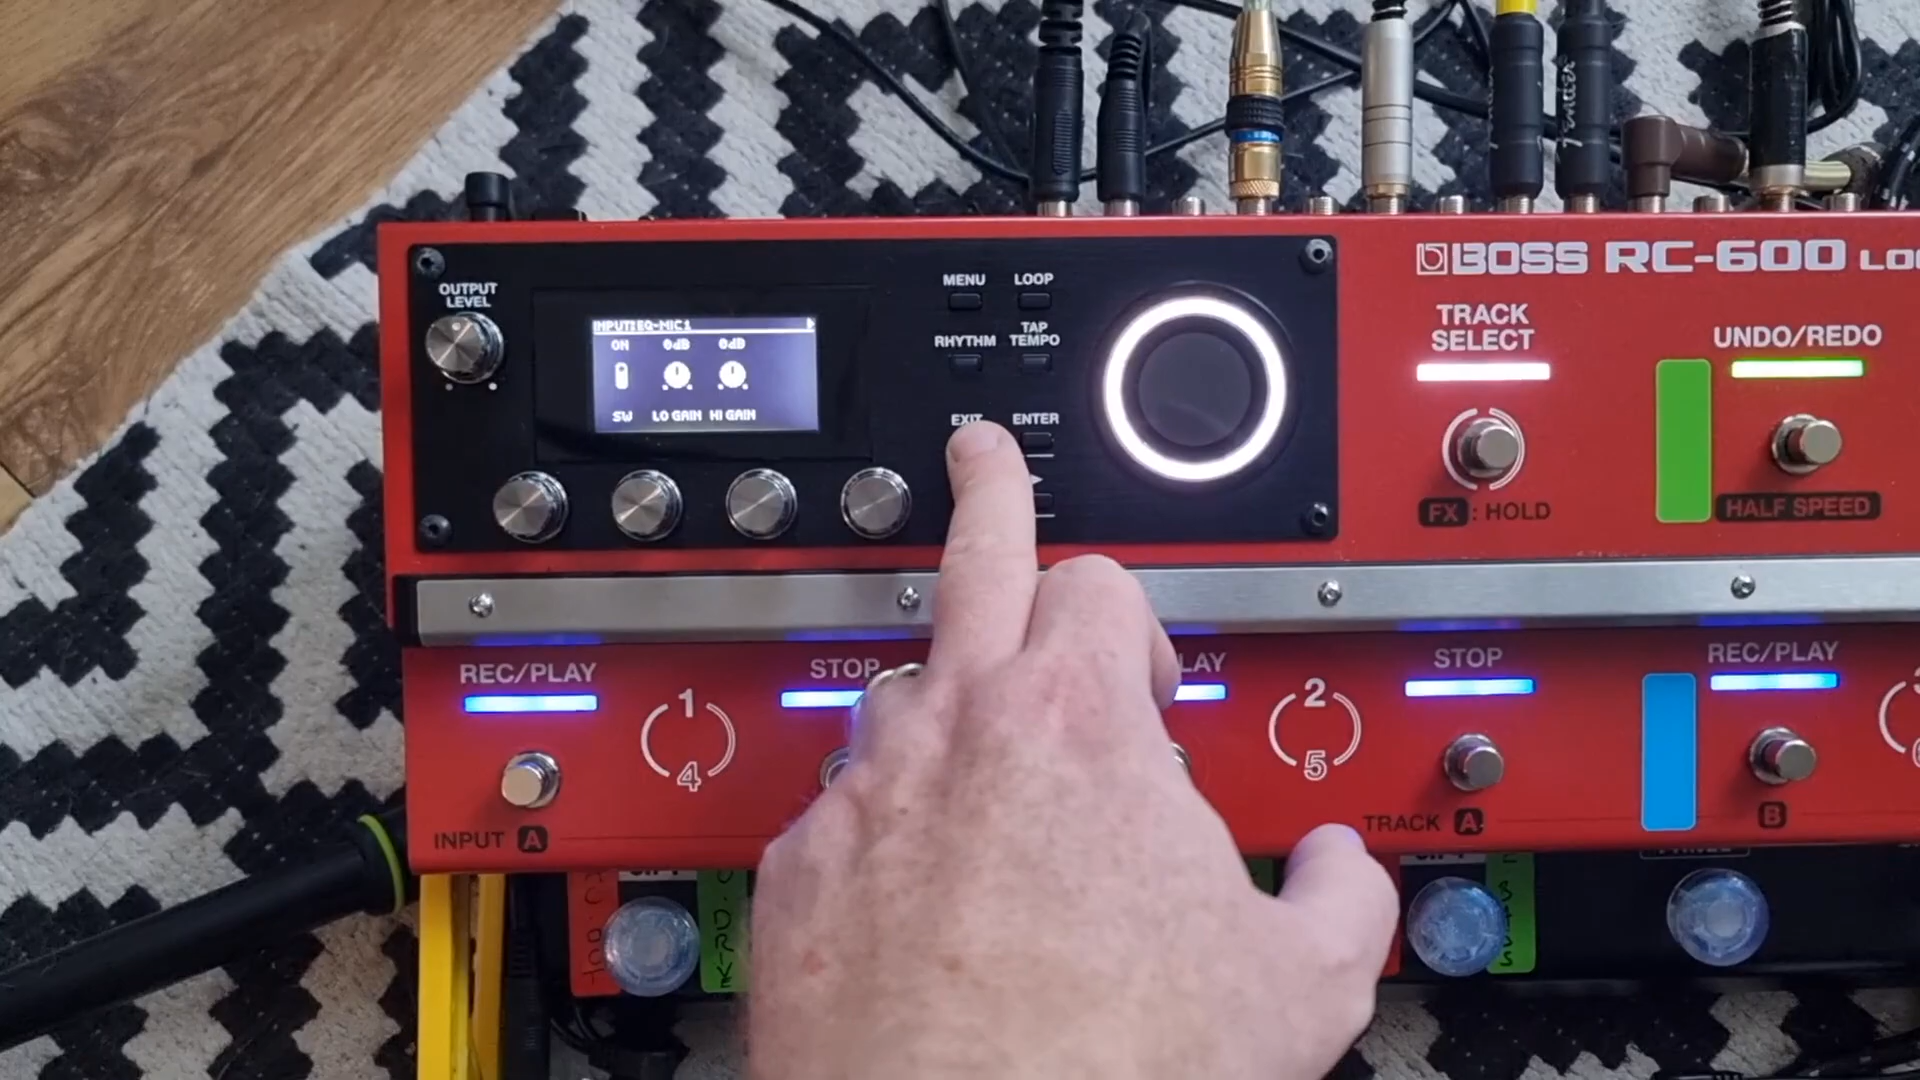 BOSS RC-600
OUTPUT
LEVEL
MENU
LOOP
RHYTHM
TAP
TEMPO
EXIT
ENTER
INPUT:EQ-MIC1
ON 0dB 0dB
SW LO GAIN HI GAIN
TRACK
SELECT
UNDO/REDO
FX : HOLD
HALF SPEED
REC/PLAY
STOP
LAY
STOP
REC/PLAY
1
4
2
5
INPUT A
TRACK A
B